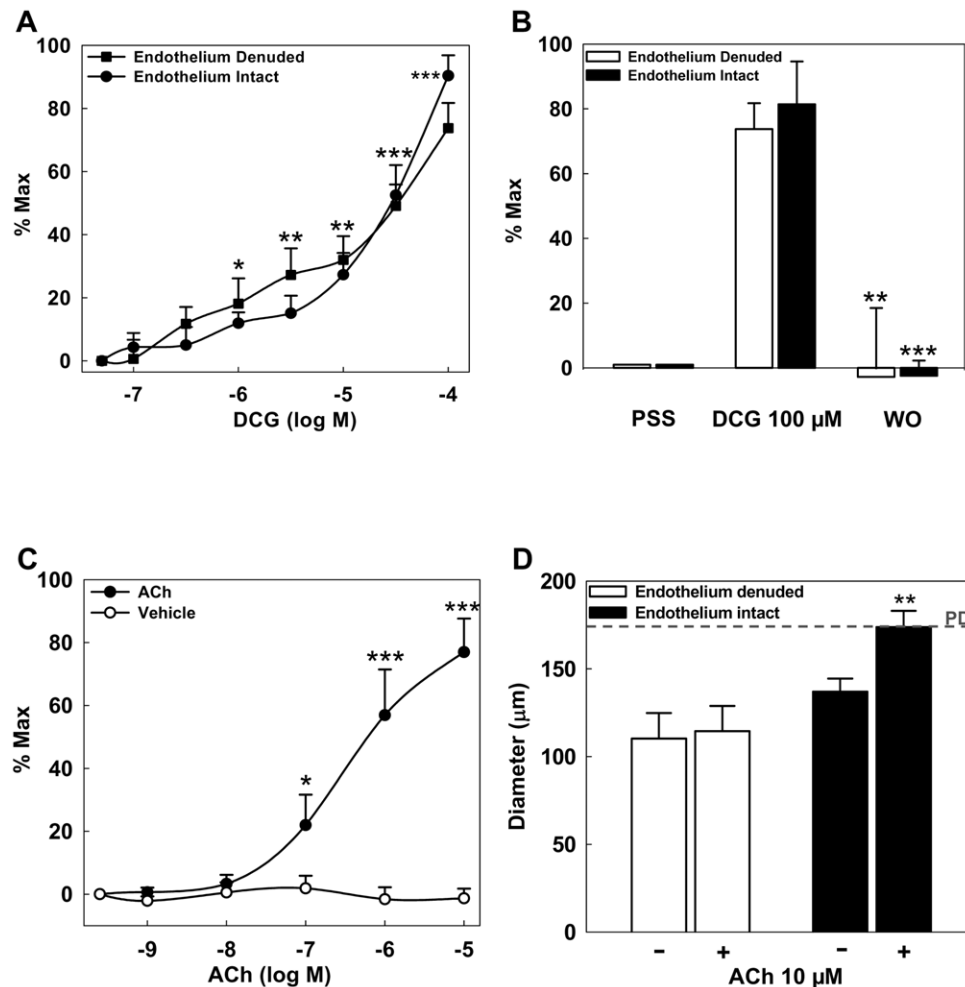 A
100
80
60
40
20
0
% Max
Endothelium Denuded
Endothelium Intact
*
**
**
***
***
-7 -6 -5 -4
DCG (log M)
B
100
80
60
40
20
0
% Max
Endothelium Denuded
Endothelium Intact
**
***
PSS DCG 100 µM WO
C
100
80
60
40
20
0
% Max
ACh
Vehicle
*
***
***
-9 -8 -7 -6 -5
ACh (log M)
D
200
150
100
50
0
Diameter (µm)
Endothelium denuded
Endothelium intact
**
PD
− + − +
ACh 10 µM